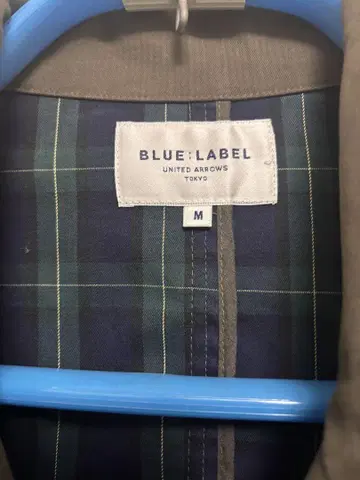 BLUE:LABEL
UNITED ARROWS
TOKYO
M